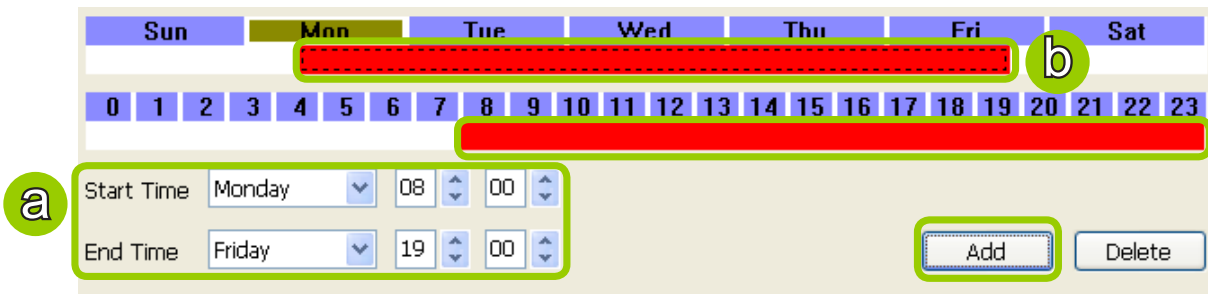 Sun Mon Tue Wed Thu Fri Sat
b
0 1 2 3 4 5 6 7 8 9 10 11 12 13 14 15 16 17 18 19 20 21 22 23
a
Start Time Monday 08 00
End Time Friday 19 00 Add Delete